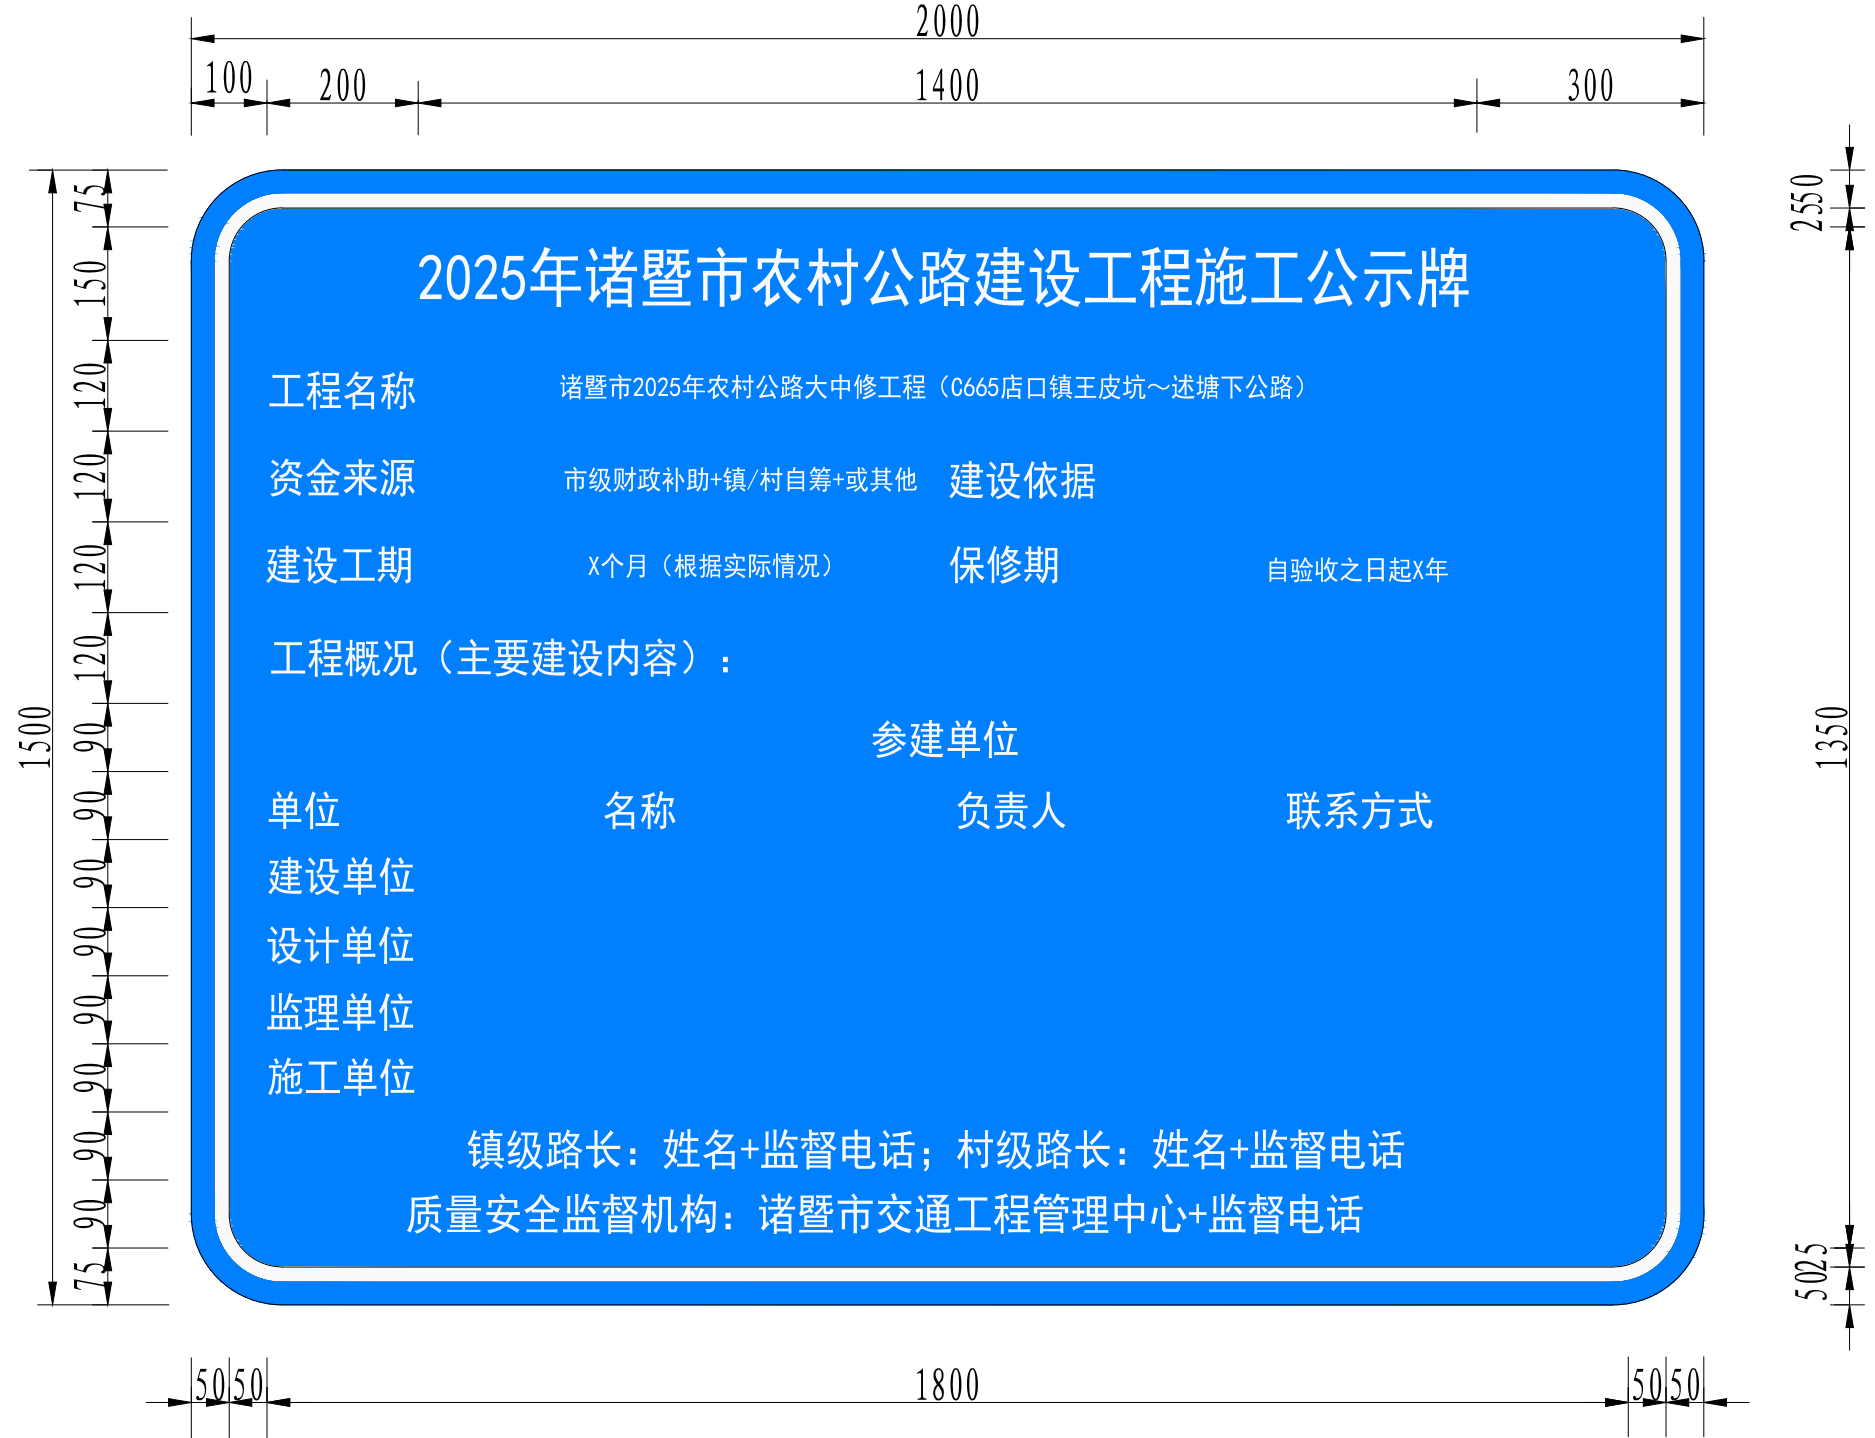 2000
100 200 1400 300
75
150
120
120
120
120
90
90
90
90
90
90
90
90
75
1500
2025年诸暨市农村公路建设工程施工公示牌
工程名称 诸暨市2025年农村公路大中修工程（C665店口镇王皮坑～述塘下公路）
资金来源 市级财政补助+镇/村自筹+或其他 建设依据
建设工期 X个月（根据实际情况） 保修期 自验收之日起X年
工程概况（主要建设内容）：
参建单位
单位 名称 负责人 联系方式
建设单位
设计单位
监理单位
施工单位
镇级路长：姓名+监督电话；村级路长：姓名+监督电话
质量安全监督机构：诸暨市交通工程管理中心+监督电话
2550
1350
5025
50 50 1800 50 50